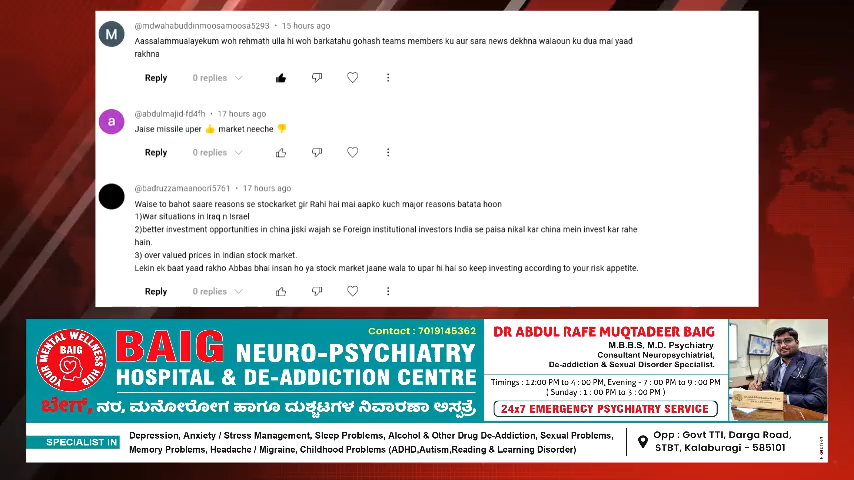 @mdwahabuddinmoosamoosa5293 • 15 hours ago
Aassalammualayekum woh rehmath ulla hi woh barkatahu gohash teams members ku aur sara news dekhna walaoun ku dua mai yaad
rakhna
Reply 0 replies
@abdulmajid-fd4fh • 17 hours ago
Jaise missile uper 👍 market neeche 👎
Reply 0 replies
@badruzzamaanoori5761 • 17 hours ago
Waise to bahot saare reasons se stockarket gir Rahi hai mai aapko kuch major reasons batata hoon
1)War situations in Iraq n Israel
2)better investment opportunities in china jiski wajah se Foreign institutional investors India se paisa nikal kar china mein invest kar rahe
hain.
3) over valued prices in indian stock market.
Lekin ek baat yaad rakho Abbas bhai insan ho ya stock market jaane wala to upar hi hai so keep investing according to your risk appetite.
Reply 0 replies
YOUR MENTAL WELLNESS HUB
BAIG
Contact : 7019145362
BAIG NEURO-PSYCHIATRY
HOSPITAL & DE-ADDICTION CENTRE
ಬೇಗ್, ನರ, ಮನೋರೋಗ ಹಾಗೂ ದುಶ್ಚಟಗಳ ನಿವಾರಣಾ ಆಸ್ಪತ್ರೆ
DR ABDUL RAFE MUQTADEER BAIG
M.B.B.S, M.D. Psychiatry
Consultant Neuropsychiatrist,
De-addiction & Sexual Disorder Specialist.
Timings : 12:00 PM to 4 : 00 PM, Evening - 7 : 00 PM to 9 : 00 PM
( Sunday : 1 : 00 PM to 3 : 00 PM )
24x7 EMERGENCY PSYCHIATRY SERVICE
SPECIALIST IN
Depression, Anxiety / Stress Management, Sleep Problems, Alcohol & Other Drug De-Addiction, Sexual Problems,
Memory Problems, Headache / Migraine, Childhood Problems (ADHD,Autism,Reading & Learning Disorder)
Opp : Govt TTI, Darga Road,
STBT, Kalaburagi - 585101